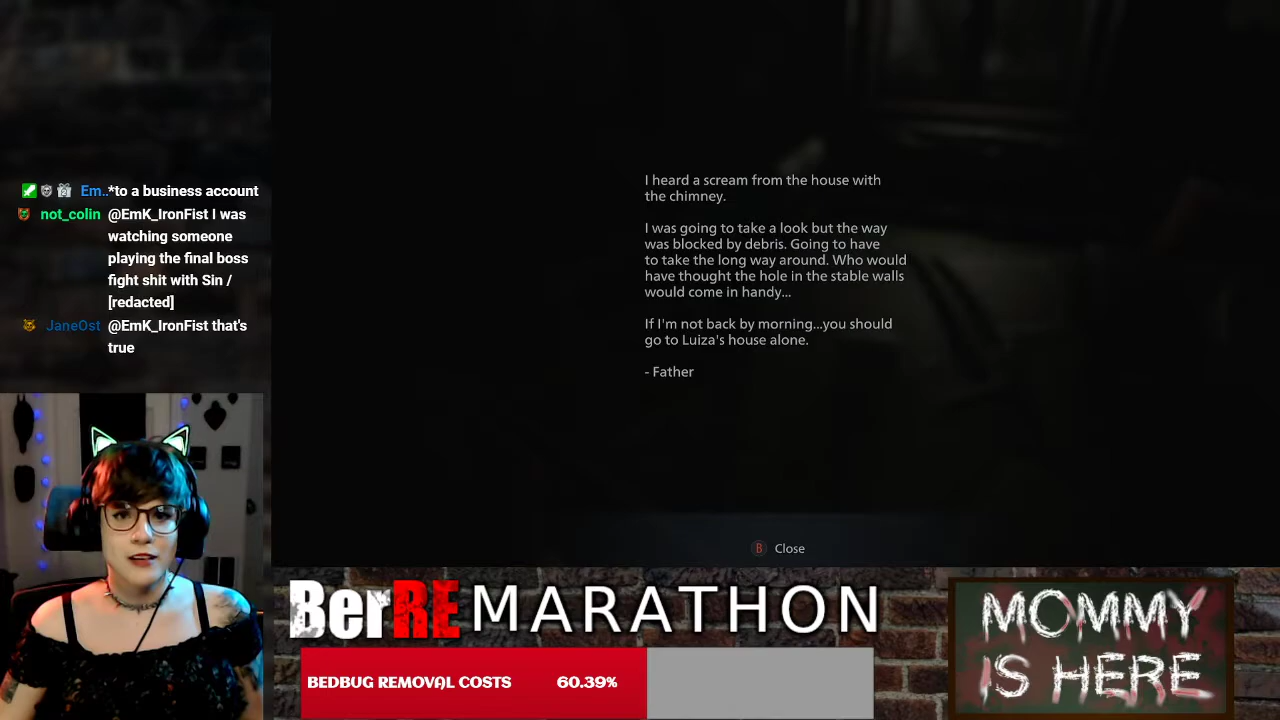 Em..*to a business account
not_colin @EmK_IronFist I was
watching someone
playing the final boss
fight shit with Sin /
[redacted]
JaneOst @EmK_IronFist that's
true
I heard a scream from the house with
the chimney.
I was going to take a look but the way
was blocked by debris. Going to have
to take the long way around. Who would
have thought the hole in the stable walls
would come in handy...
If I'm not back by morning...you should
go to Luiza's house alone.
- Father
B Close
BerRE MARATHON
BEDBUG REMOVAL COSTS 60.39%
MOMMY
IS HERE